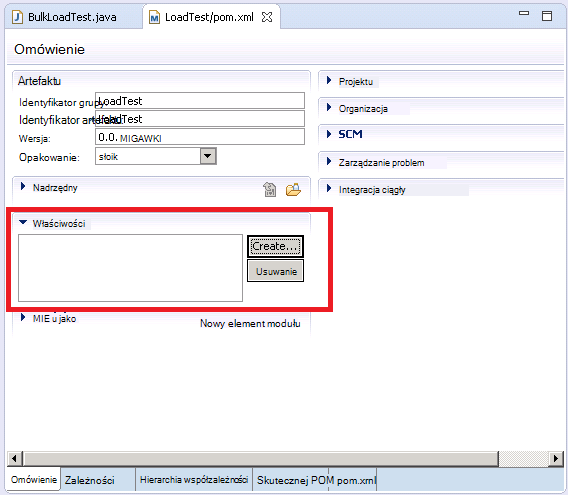 BulkLoadTest.java
LoadTest/pom.xml
Omówienie
Artefaktu
Identyfikator grupy: LoadTest
Identyfikator artefaktu: LoadTest
Wersja: 0.0. MIGAWKI
Opakowanie: słoik
Nadrzędny
Właściwości
Create...
Usuwanie
MIE u jako
Nowy element modułu
Projektu
Organizacja
SCM
Zarządzanie problem
Integracja ciągły
Omówienie
Zależności
Hierarchia współzależności
Skutecznej POM
pom.xml